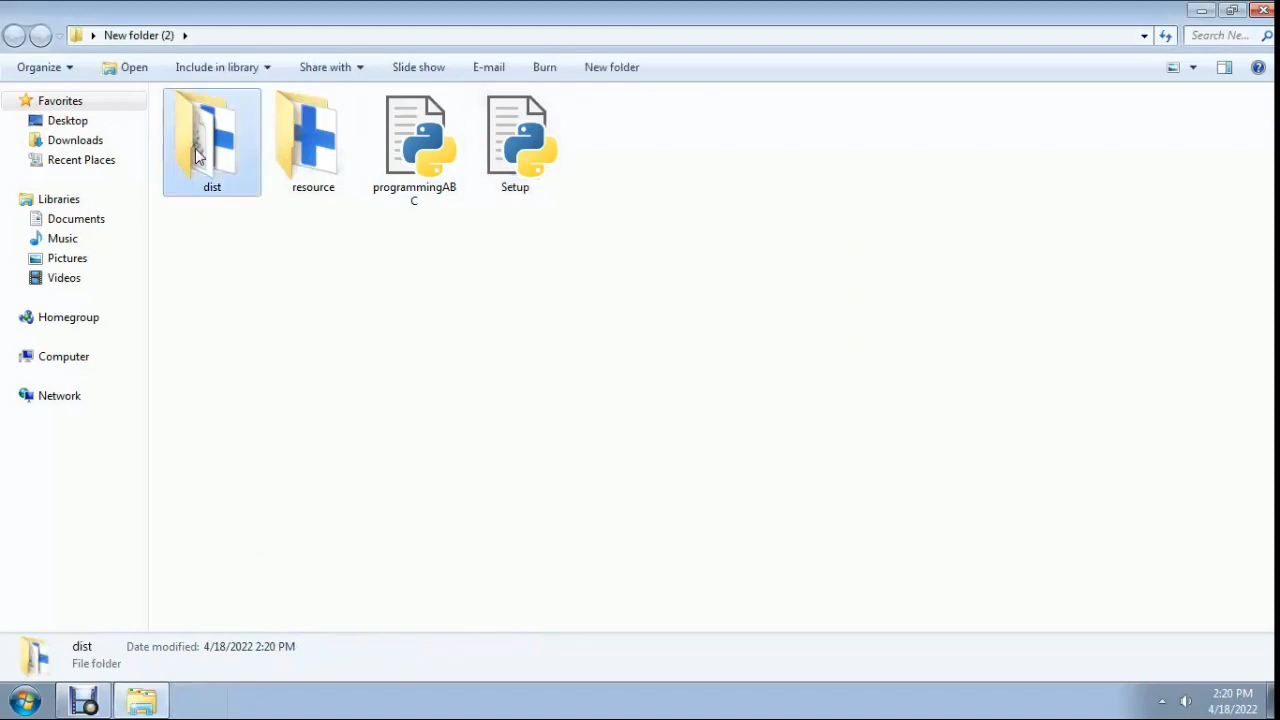 New folder (2)
Search Ne...
Organize
Open
Include in library
Share with
Slide show
E-mail
Burn
New folder
Favorites
Desktop
Downloads
Recent Places
Libraries
Documents
Music
Pictures
Videos
Homegroup
Computer
Network
dist
resource
programmingAB
C
Setup
dist
Date modified: 4/18/2022 2:20 PM
File folder
2:20 PM
4/18/2022